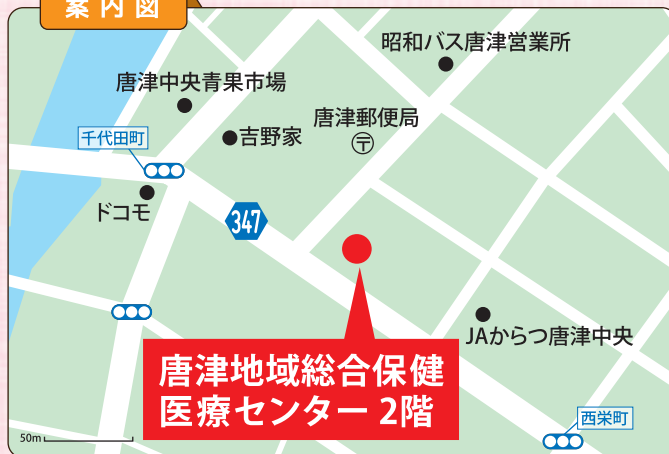 案内図
昭和バス唐津営業所
唐津中央青果市場
唐津郵便局
〒
吉野家
千代田町
ドコモ
347
JAからつ唐津中央
唐津地域総合保健
医療センター 2階
西栄町
50m